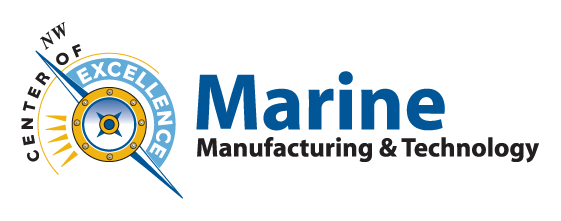 NW
CENTER OF
EXCELLENCE
Marine
Manufacturing & Technology